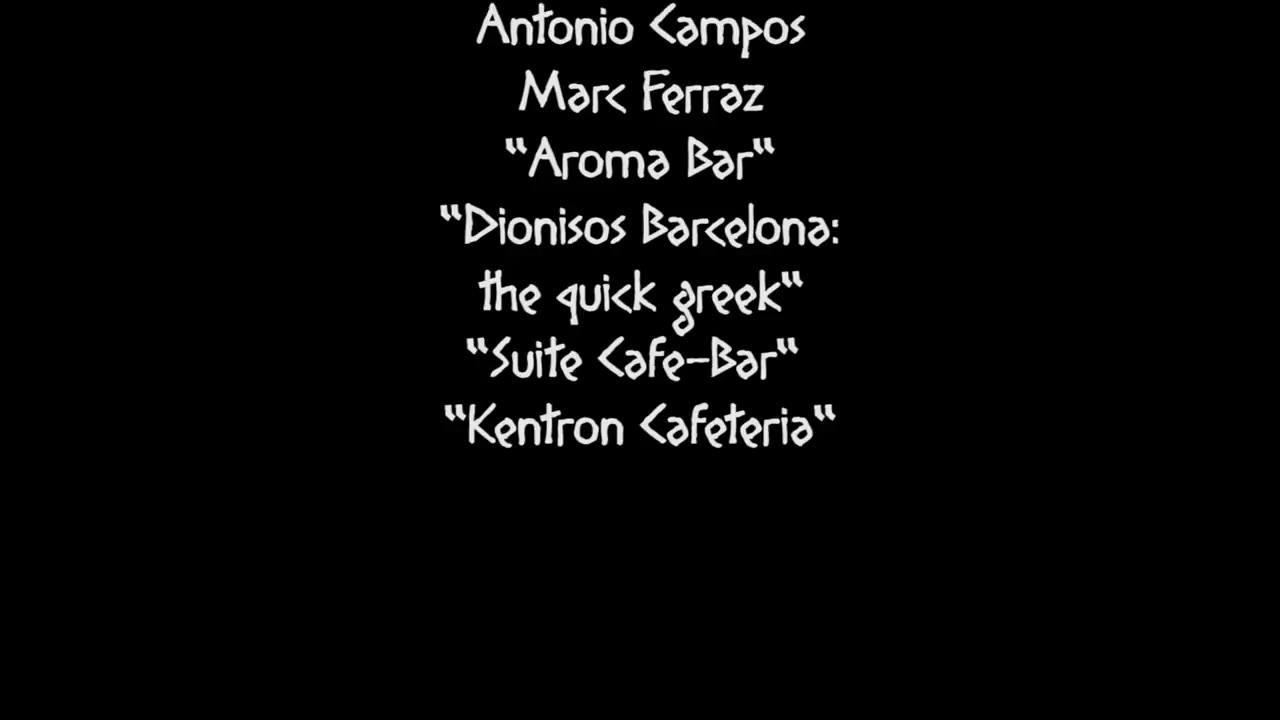 Antonio Campos
Marc Ferraz
"Aroma Bar"
"Dionisos Barcelona:
the quick greek"
"Suite Cafe-Bar"
"Kentron Cafeteria"